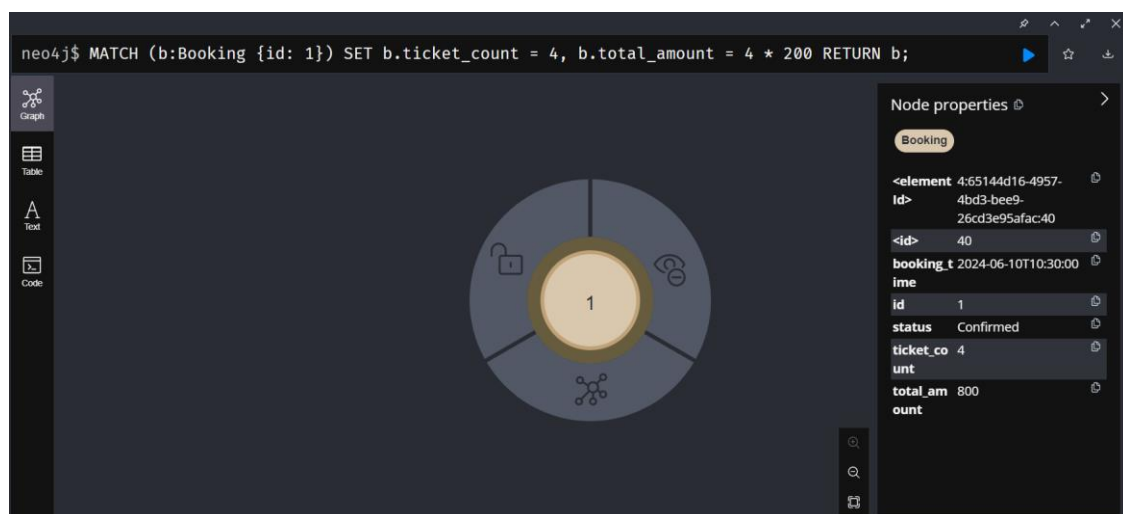 neo4j$ MATCH (b:Booking {id: 1}) SET b.ticket_count = 4, b.total_amount = 4 * 200 RETURN b;
Graph
Table
A
Text
Code
1
Node properties
Booking
<element 4:65144d16-4957-
Id> 4bd3-bee9-
26cd3e95afac:40
<id> 40
booking_t 2024-06-10T10:30:00
ime
id 1
status Confirmed
ticket_co 4
unt
total_am 800
ount